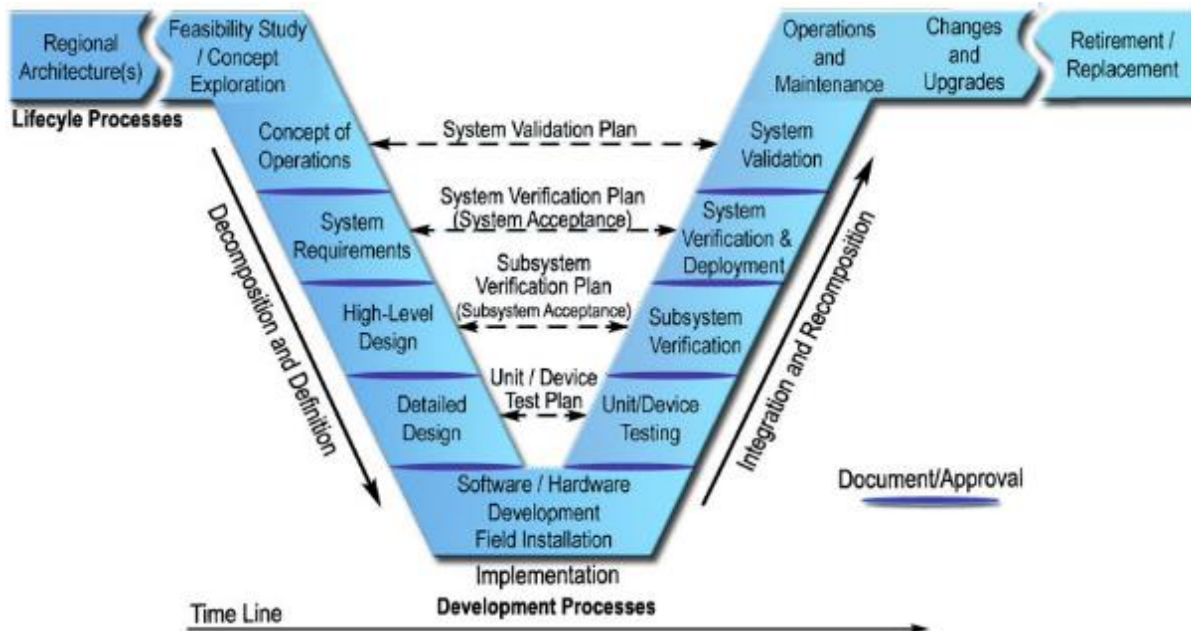 Regional
Architecture(s)
Feasibility Study
/ Concept
Exploration
Operations
and
Maintenance
Changes
and
Upgrades
Retirement /
Replacement
Lifecyle Processes
Concept of
Operations
System Validation Plan
System
Validation
System
Requirements
System Verification Plan
(System Acceptance)
System
Verification &
Deployment
High-Level
Design
Subsystem
Verification Plan
(Subsystem Acceptance)
Subsystem
Verification
Detailed
Design
Unit / Device
Test Plan
Unit/Device
Testing
Decomposition and Definition
Integration and Recomposition
Software / Hardware
Development
Field Installation
Document/Approval
Implementation
Development Processes
Time Line